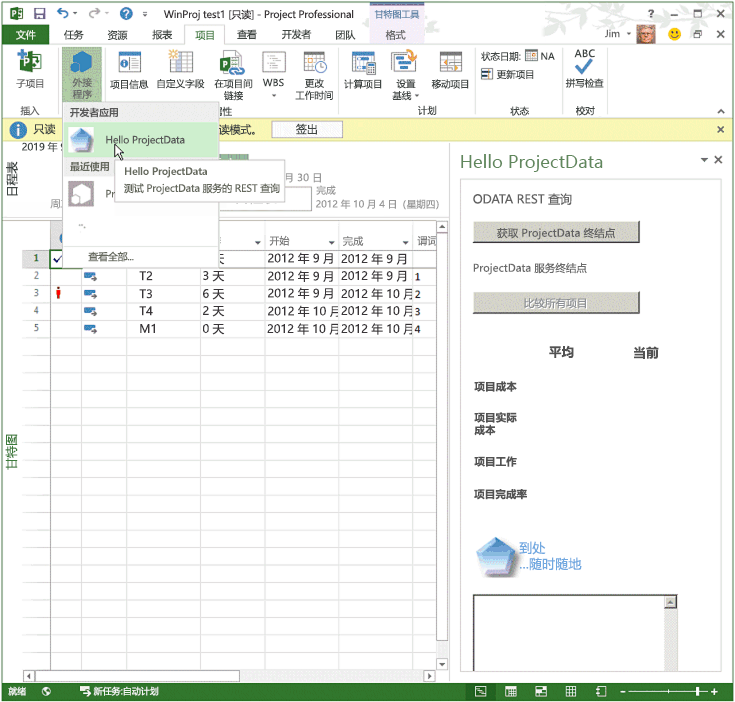 WinProj test1 [只读] - Project Professional
甘特图工具
?
文件 任务 资源 报表 项目 查看 开发者 团队 格式
Jim
子项目
外接程序
项目信息
自定义字段
在项目间链接
WBS
更改工作时间
计算项目
设置基线
移动项目
状态日期: NA
更新项目
ABC
拼写检查
插入
性
计划
状态
校对
只读
读模式。
签出
开发者应用
Hello ProjectData
最近使用
Pr
查看全部...
Hello ProjectData
测试 ProjectData 服务的 REST 查询
2019 年 9
月 30 日
完成
2012 年 10 月 4 日（星期四）
日程表
开始 完成 谓词
1 天 2012 年 9 月 2012 年 9 月
2 T2 3 天 2012 年 9 月 2012 年 9 月 1
3 T3 6 天 2012 年 9 月 2012 年 10 月 2
4 T4 2 天 2012 年 10 月 2012 年 10 月 3
5 M1 0 天 2012 年 10 月 2012 年 10 月 4
甘特图
Hello ProjectData
ODATA REST 查询
获取 ProjectData 终结点
ProjectData 服务终结点
比较所有项目
平均 当前
项目成本
项目实际
成本
项目工作
项目完成率
到处
...随时随地
就绪
新任务:自动计划